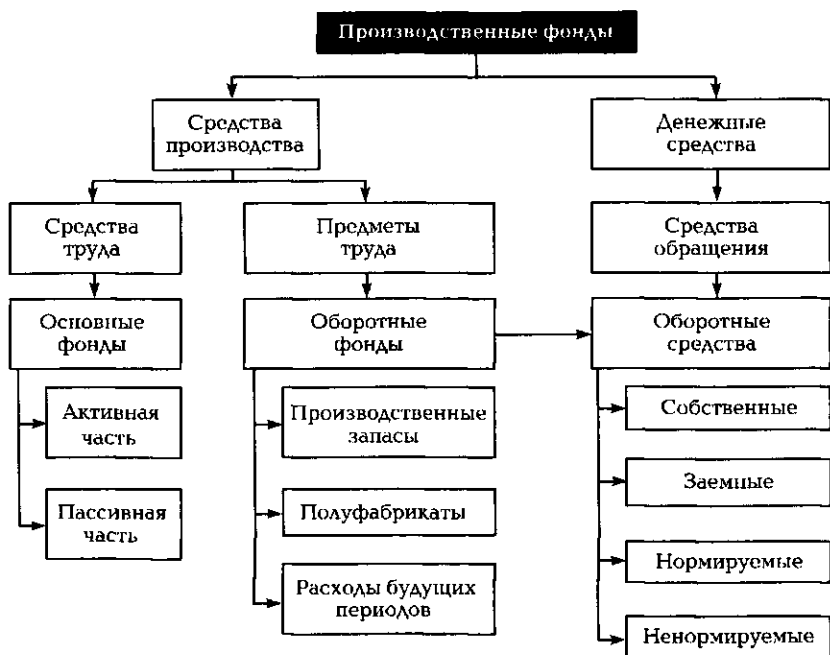 Производственные фонды
Средства
производства
Денежные
средства
Средства
труда
Предметы
труда
Средства
обращения
Основные
фонды
Оборотные
фонды
Оборотные
средства
Активная
часть
Производственные
запасы
Собственные
Пассивная
часть
Полуфабрикаты
Заемные
Расходы будущих
периодов
Нормируемые
Ненормируемые